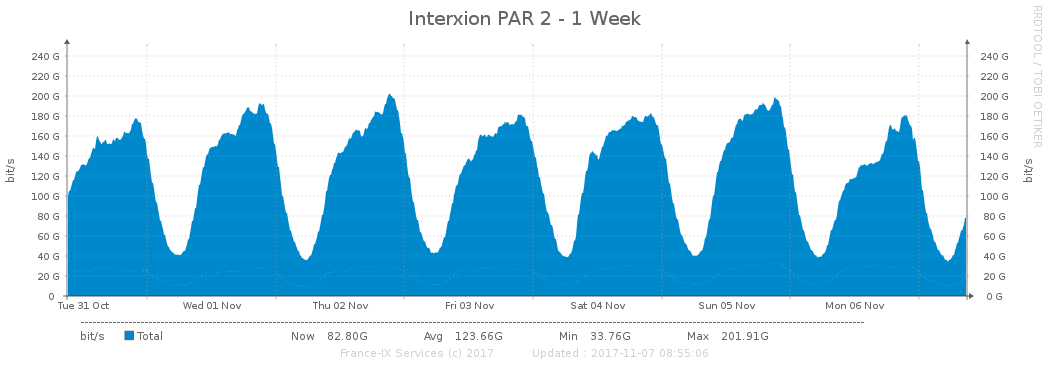 Interxion PAR 2 - 1 Week
RRDTOOL / TOBI OETIKER
bit/s
240 G 240 G
220 G 220 G
200 G 200 G
180 G 180 G
160 G 160 G
140 G 140 G
120 G 120 G
100 G 100 G
80 G 80 G
60 G 60 G
40 G 40 G
20 G 20 G
0 0 G
bit/s
Tue 31 Oct Wed 01 Nov Thu 02 Nov Fri 03 Nov Sat 04 Nov Sun 05 Nov Mon 06 Nov
bit/s Total Now 82.80G Avg 123.66G Min 33.76G Max 201.91G
France-IX Services (c) 2017 Updated : 2017-11-07 08:55:06